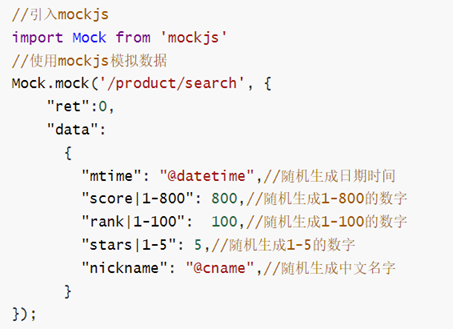 //引入mockjs
import Mock from 'mockjs'
//使用mockjs模拟数据
Mock.mock('/product/search', {
    "ret":0,
    "data":
      {
        "mtime": "@datetime",//随机生成日期时间
        "score|1-800": 800,//随机生成1-800的数字
        "rank|1-100":  100,//随机生成1-100的数字
        "stars|1-5": 5,//随机生成1-5的数字
        "nickname": "@cname",//随机生成中文名字
      }
});